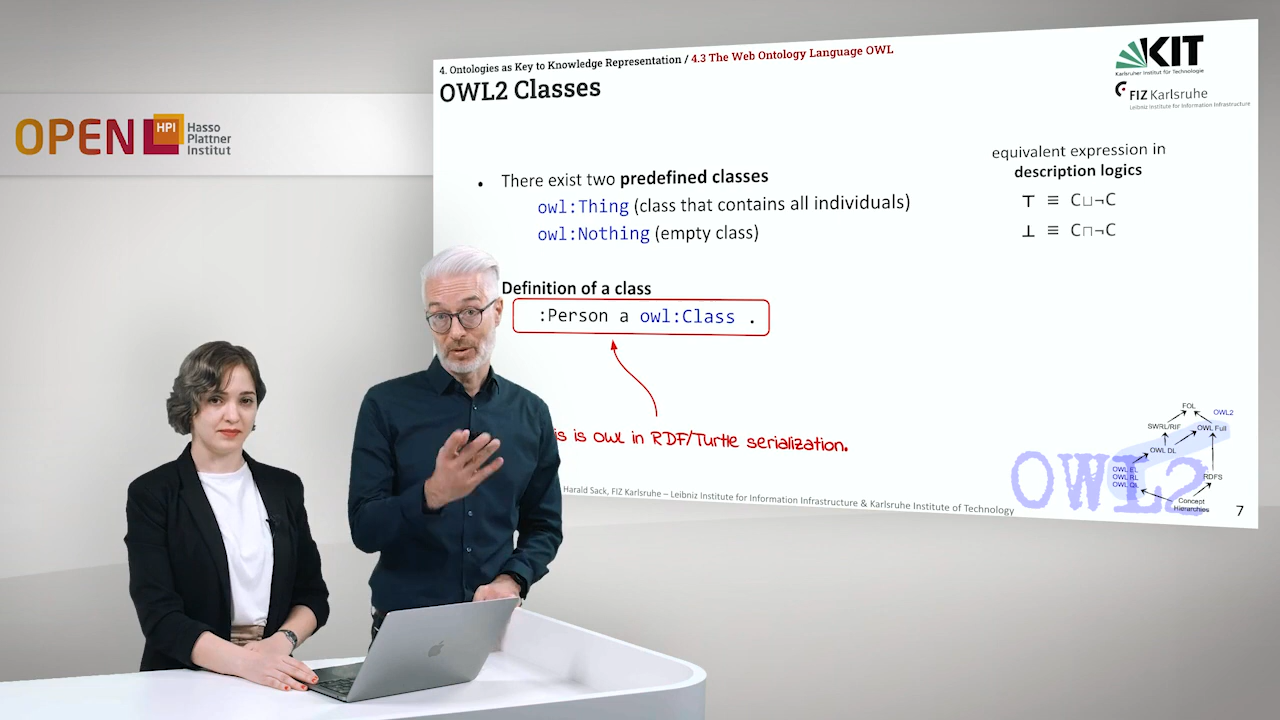 4. Ontologies as Key to Knowledge Representation / 4.3 The Web Ontology Language OWL
OWL2 Classes
KIT
Karlsruher Institut für Technologie
FIZ Karlsruhe
Leibniz Institute for Information Infrastructure
OPEN HPI Hasso
Plattner
Institut
equivalent expression in
description logics
• There exist two predefined classes
owl:Thing (class that contains all individuals)
⊤ ≡ C⊔¬C
owl:Nothing (empty class)
⊥ ≡ C⊓¬C
Definition of a class
:Person a owl:Class .
is is owl in RDF/Turtle serialization.
FOL
OWL2
SWRL/RIF
OWL Full
OWL DL
OWL EL
OWL RL
OWL QL
RDFS
Concept
Hierarchies
OWL2
Harald Sack, FIZ Karlsruhe – Leibniz Institute for Information Infrastructure & Karlsruhe Institute of Technology
7